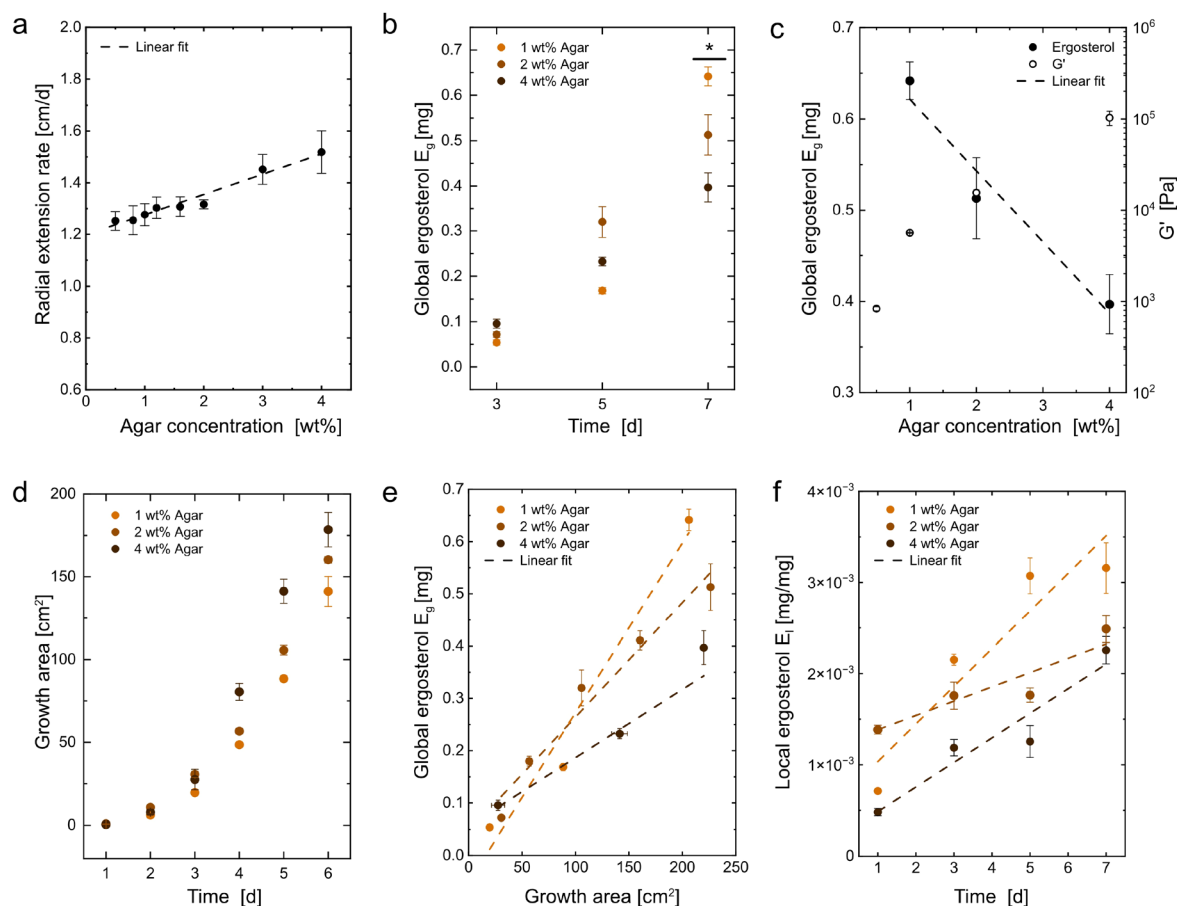 a
2.0
1.8
1.6
1.4
1.2
1.0
0.8
0.6
Radial extension rate [cm/d]
Linear fit
0 1 2 3 4
Agar concentration [wt%]
b
0.7
0.6
0.5
0.4
0.3
0.2
0.1
0.0
Global ergosterol Eg [mg]
1 wt% Agar
2 wt% Agar
4 wt% Agar
*
3 5 7
Time [d]
c
0.7
0.6
0.5
0.4
0.3
Global ergosterol Eg [mg]
Ergosterol
G'
Linear fit
10⁶
10⁵
10⁴
10³
10²
G' [Pa]
1 2 3 4
Agar concentration [wt%]
d
200
150
100
50
0
Growth area [cm²]
1 wt% Agar
2 wt% Agar
4 wt% Agar
1 2 3 4 5 6
Time [d]
e
0.7
0.6
0.5
0.4
0.3
0.2
0.1
0.0
Global ergosterol Eg [mg]
1 wt% Agar
2 wt% Agar
4 wt% Agar
Linear fit
0 50 100 150 200 250
Growth area [cm²]
f
4×10⁻³
3×10⁻³
2×10⁻³
1×10⁻³
0
Local ergosterol El [mg/mg]
1 wt% Agar
2 wt% Agar
4 wt% Agar
Linear fit
1 2 3 4 5 6 7
Time [d]